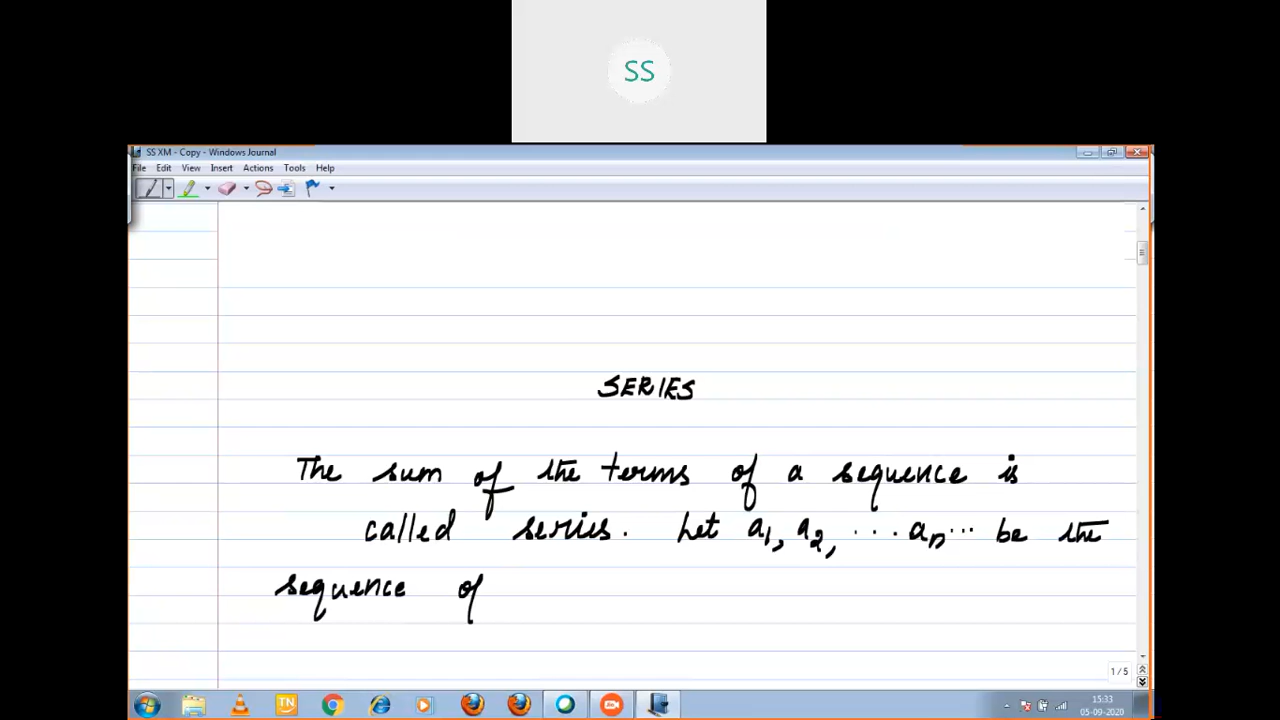 SS
SS XM - Copy - Windows Journal
File Edit View Insert Actions Tools Help
SERIES
The sum of the terms of a sequence is
called series. Let a₁, a₂, ... aₙ ... be the
sequence of
1 / 5
TN
15:33
05-09-2020